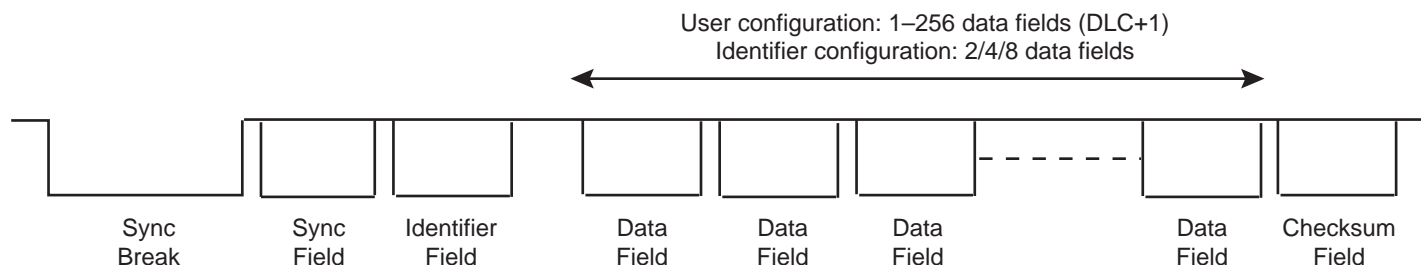 User configuration: 1–256 data fields (DLC+1)
Identifier configuration: 2/4/8 data fields
Sync
Break
Sync
Field
Identifier
Field
Data
Field
Data
Field
Data
Field
Data
Field
Checksum
Field